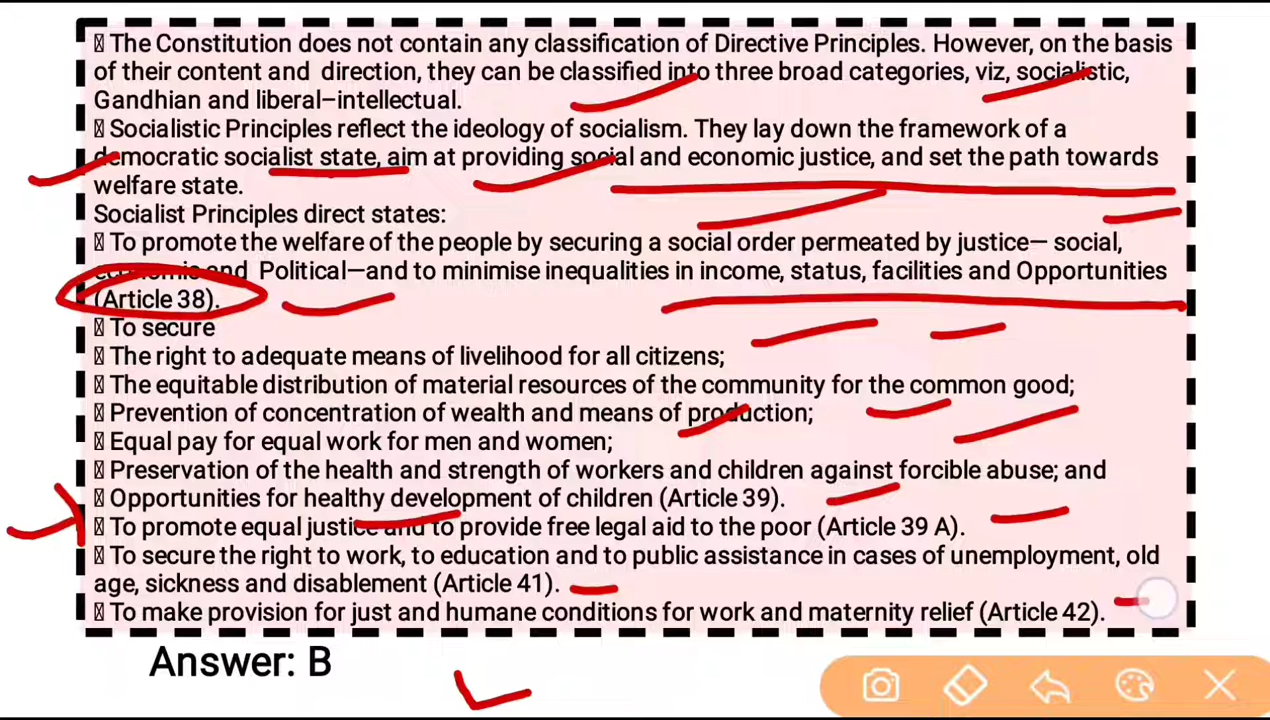 The Constitution does not contain any classification of Directive Principles. However, on the basis
of their content and direction, they can be classified into three broad categories, viz, socialistic,
Gandhian and liberal–intellectual.
Socialistic Principles reflect the ideology of socialism. They lay down the framework of a
democratic socialist state, aim at providing social and economic justice, and set the path towards
welfare state.
Socialist Principles direct states:
To promote the welfare of the people by securing a social order permeated by justice— social,
economic and Political—and to minimise inequalities in income, status, facilities and Opportunities
(Article 38).
To secure
The right to adequate means of livelihood for all citizens;
The equitable distribution of material resources of the community for the common good;
Prevention of concentration of wealth and means of production;
Equal pay for equal work for men and women;
Preservation of the health and strength of workers and children against forcible abuse; and
Opportunities for healthy development of children (Article 39).
To promote equal justice and to provide free legal aid to the poor (Article 39 A).
To secure the right to work, to education and to public assistance in cases of unemployment, old
age, sickness and disablement (Article 41).
To make provision for just and humane conditions for work and maternity relief (Article 42).
Answer: B